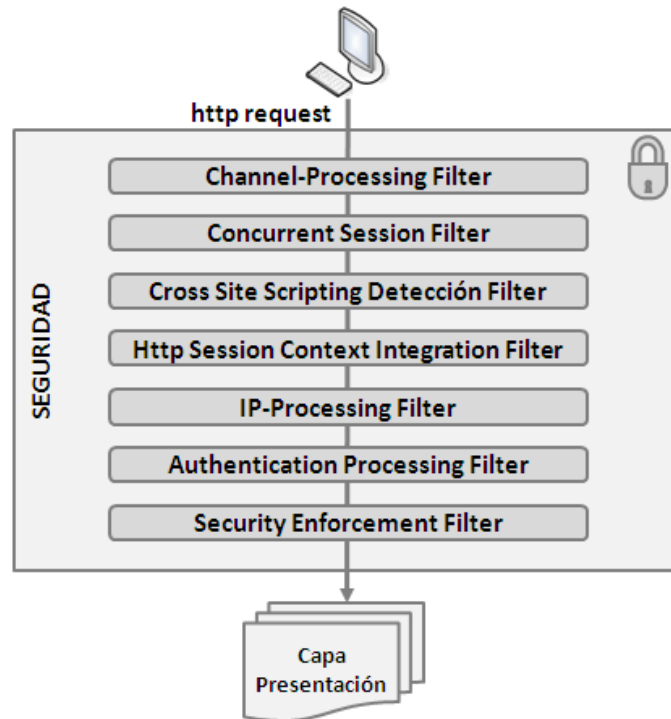 http request
Channel-Processing Filter
Concurrent Session Filter
Cross Site Scripting Detección Filter
Http Session Context Integration Filter
IP-Processing Filter
Authentication Processing Filter
Security Enforcement Filter
SEGURIDAD
Capa
Presentación